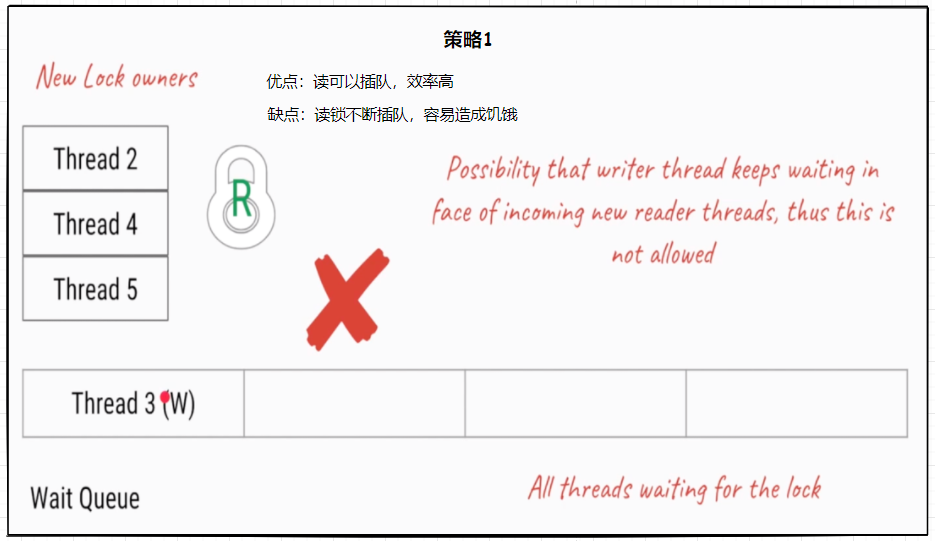 策略1
New Lock owners
优点：读可以插队，效率高
缺点：读锁不断插队，容易造成饥饿
Thread 2
Thread 4
Thread 5
R
Possibility that writer thread keeps waiting in
face of incoming new reader threads, thus this is
not allowed
Thread 3 (W)
Wait Queue
All threads waiting for the lock